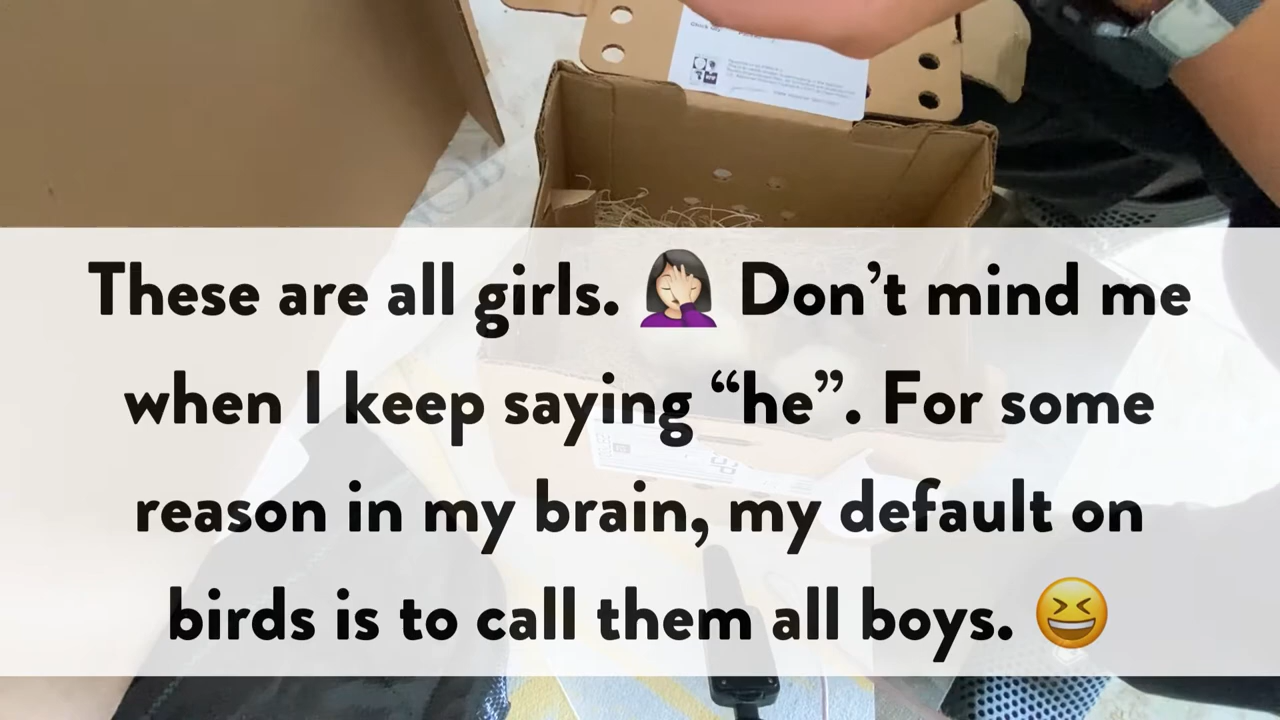 These are all girls. 🤦🏻‍♀️ Don’t mind me
when I keep saying “he”. For some
reason in my brain, my default on
birds is to call them all boys. 😆